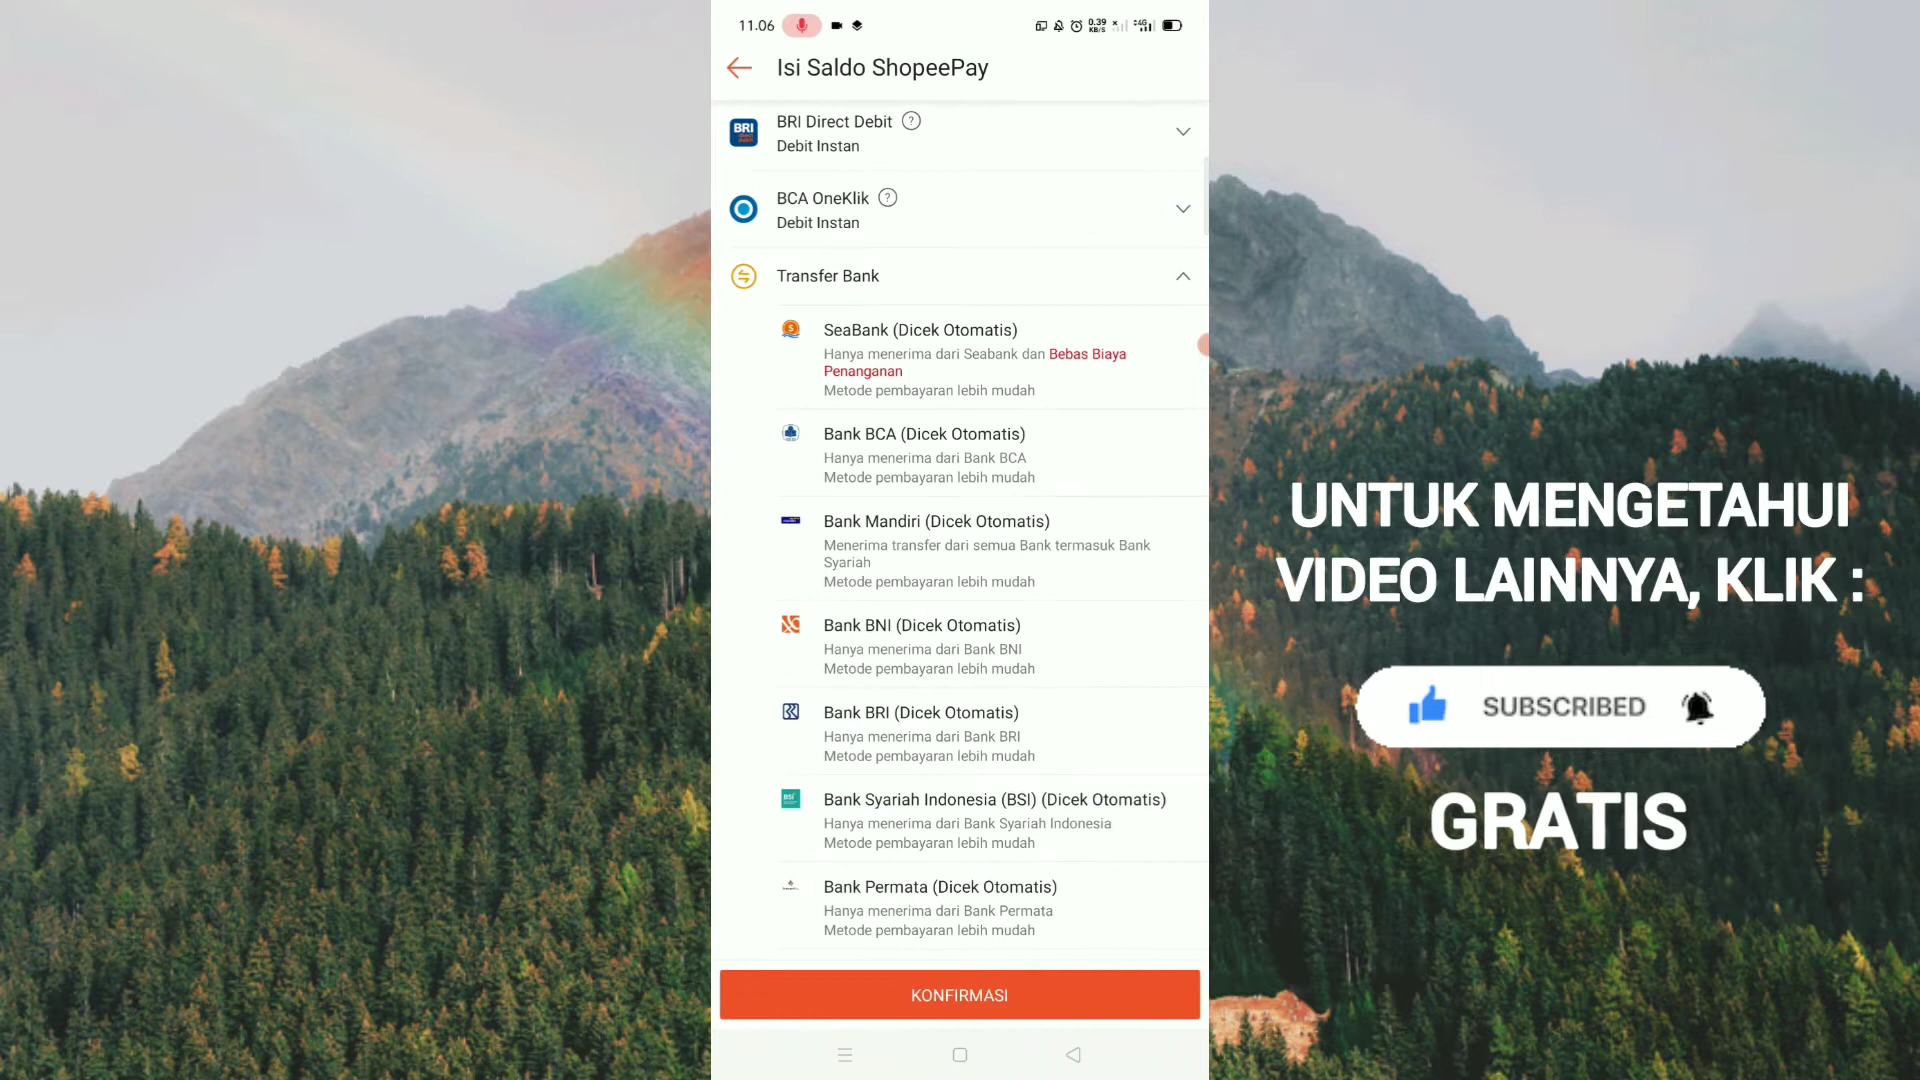 11.06
0.39
KB/S
4G
Isi Saldo ShopeePay
BRI
BRI Direct Debit ?
Debit Instan
BCA OneKlik ?
Debit Instan
Transfer Bank
SeaBank (Dicek Otomatis)
Hanya menerima dari Seabank dan Bebas Biaya
Penanganan
Metode pembayaran lebih mudah
Bank BCA (Dicek Otomatis)
Hanya menerima dari Bank BCA
Metode pembayaran lebih mudah
Bank Mandiri (Dicek Otomatis)
Menerima transfer dari semua Bank termasuk Bank
Syariah
Metode pembayaran lebih mudah
Bank BNI (Dicek Otomatis)
Hanya menerima dari Bank BNI
Metode pembayaran lebih mudah
Bank BRI (Dicek Otomatis)
Hanya menerima dari Bank BRI
Metode pembayaran lebih mudah
BSI
Bank Syariah Indonesia (BSI) (Dicek Otomatis)
Hanya menerima dari Bank Syariah Indonesia
Metode pembayaran lebih mudah
Bank Permata (Dicek Otomatis)
Hanya menerima dari Bank Permata
Metode pembayaran lebih mudah
KONFIRMASI
UNTUK MENGETAHUI
VIDEO LAINNYA, KLIK :
SUBSCRIBED
GRATIS